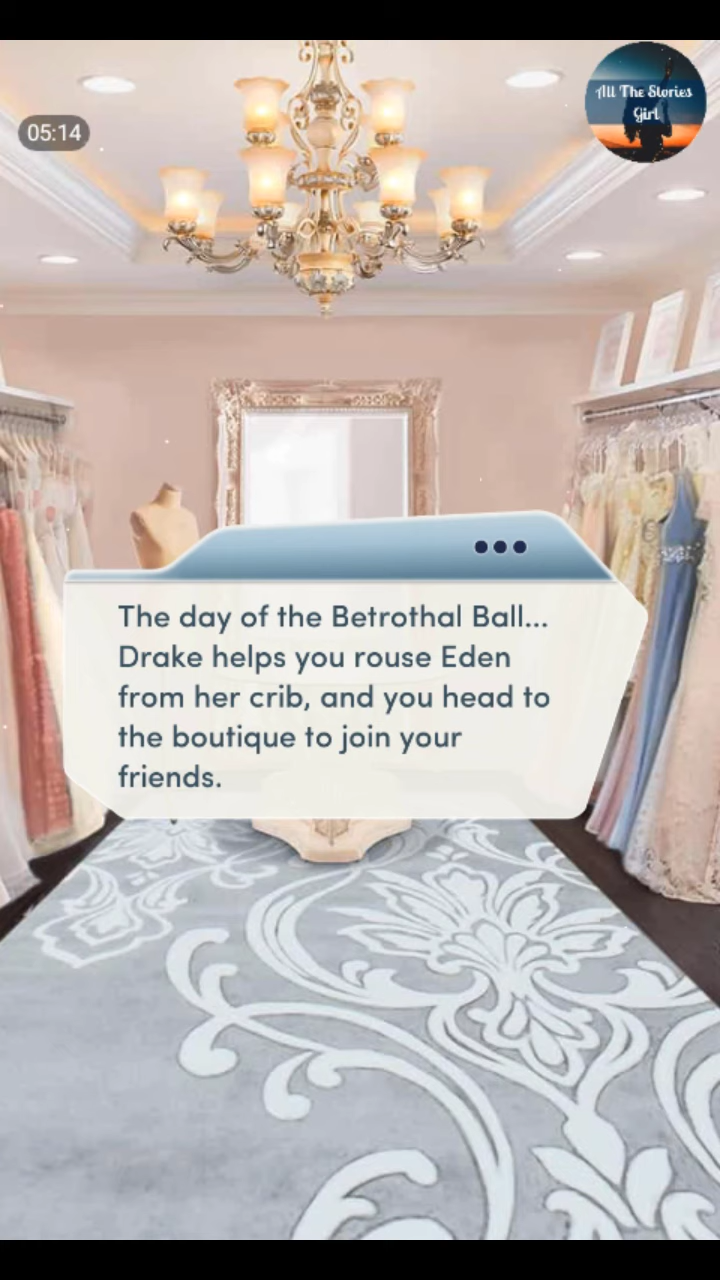 05:14
All The Stories
Girl
The day of the Betrothal Ball...
Drake helps you rouse Eden
from her crib, and you head to
the boutique to join your
friends.